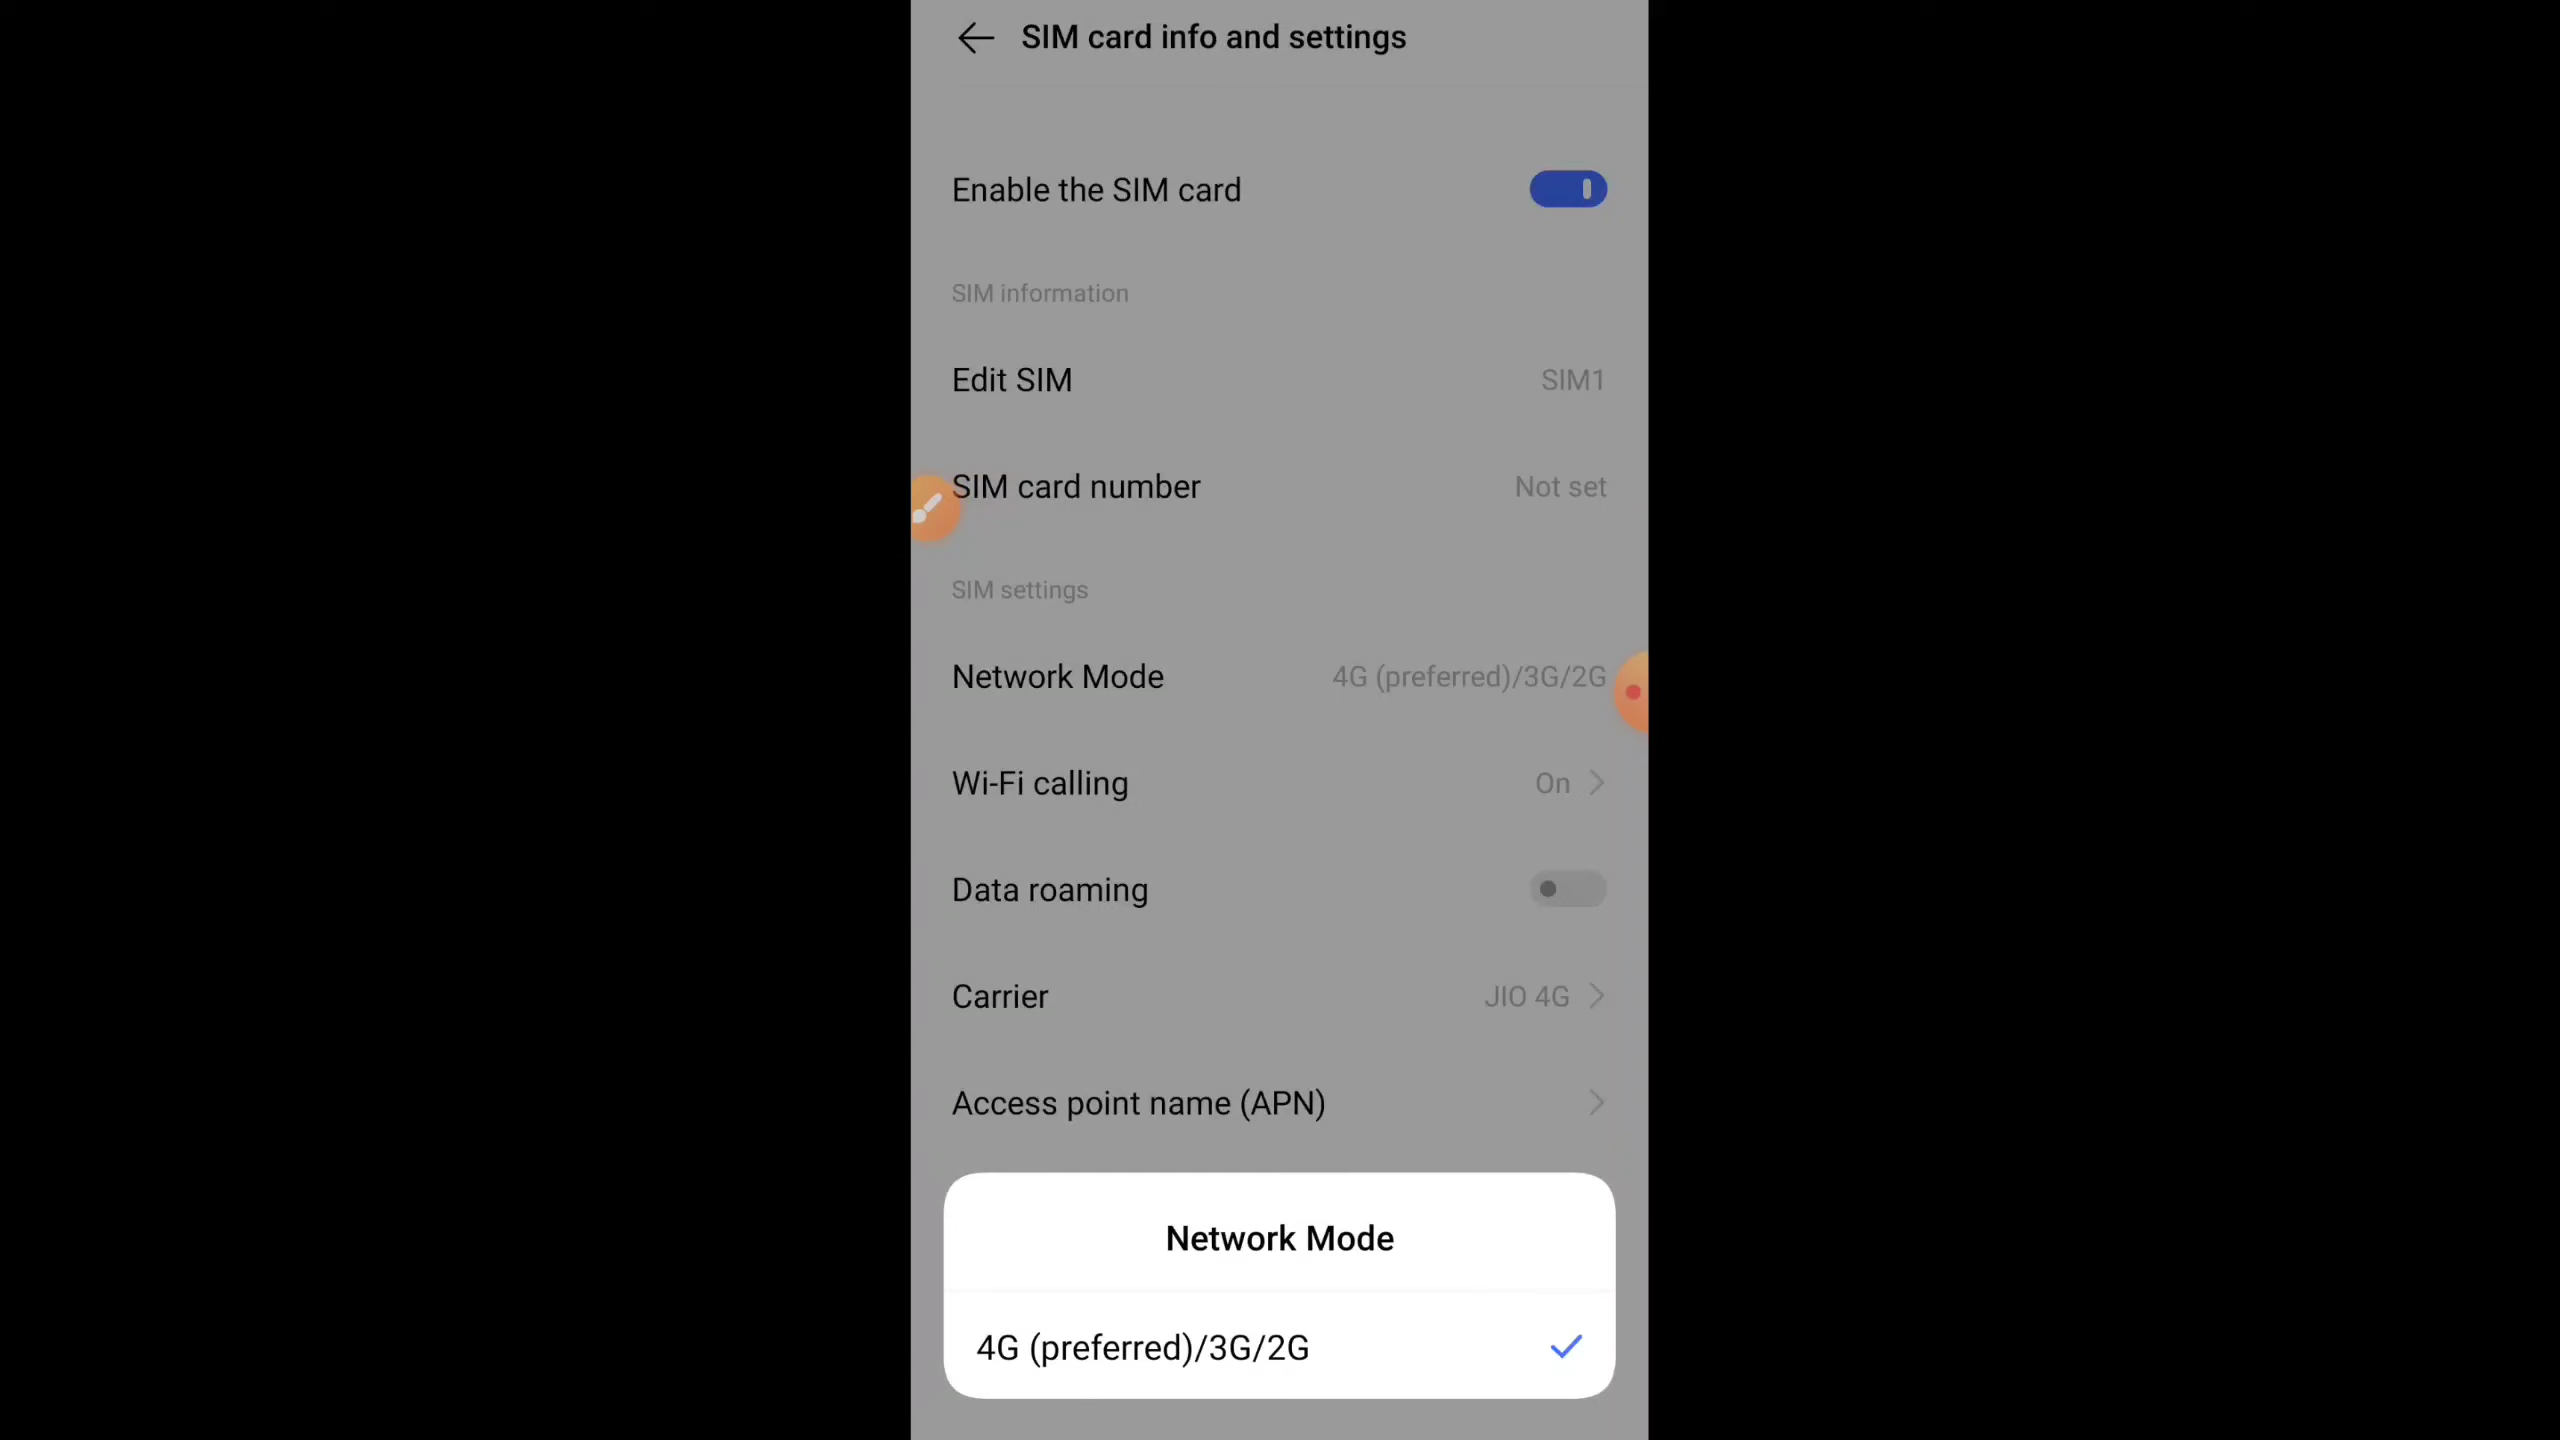 SIM card info and settings
Enable the SIM card
SIM information
Edit SIM SIM1
SIM card number Not set
SIM settings
Network Mode 4G (preferred)/3G/2G
Wi-Fi calling On
Data roaming
Carrier JIO 4G
Access point name (APN)
Network Mode
4G (preferred)/3G/2G